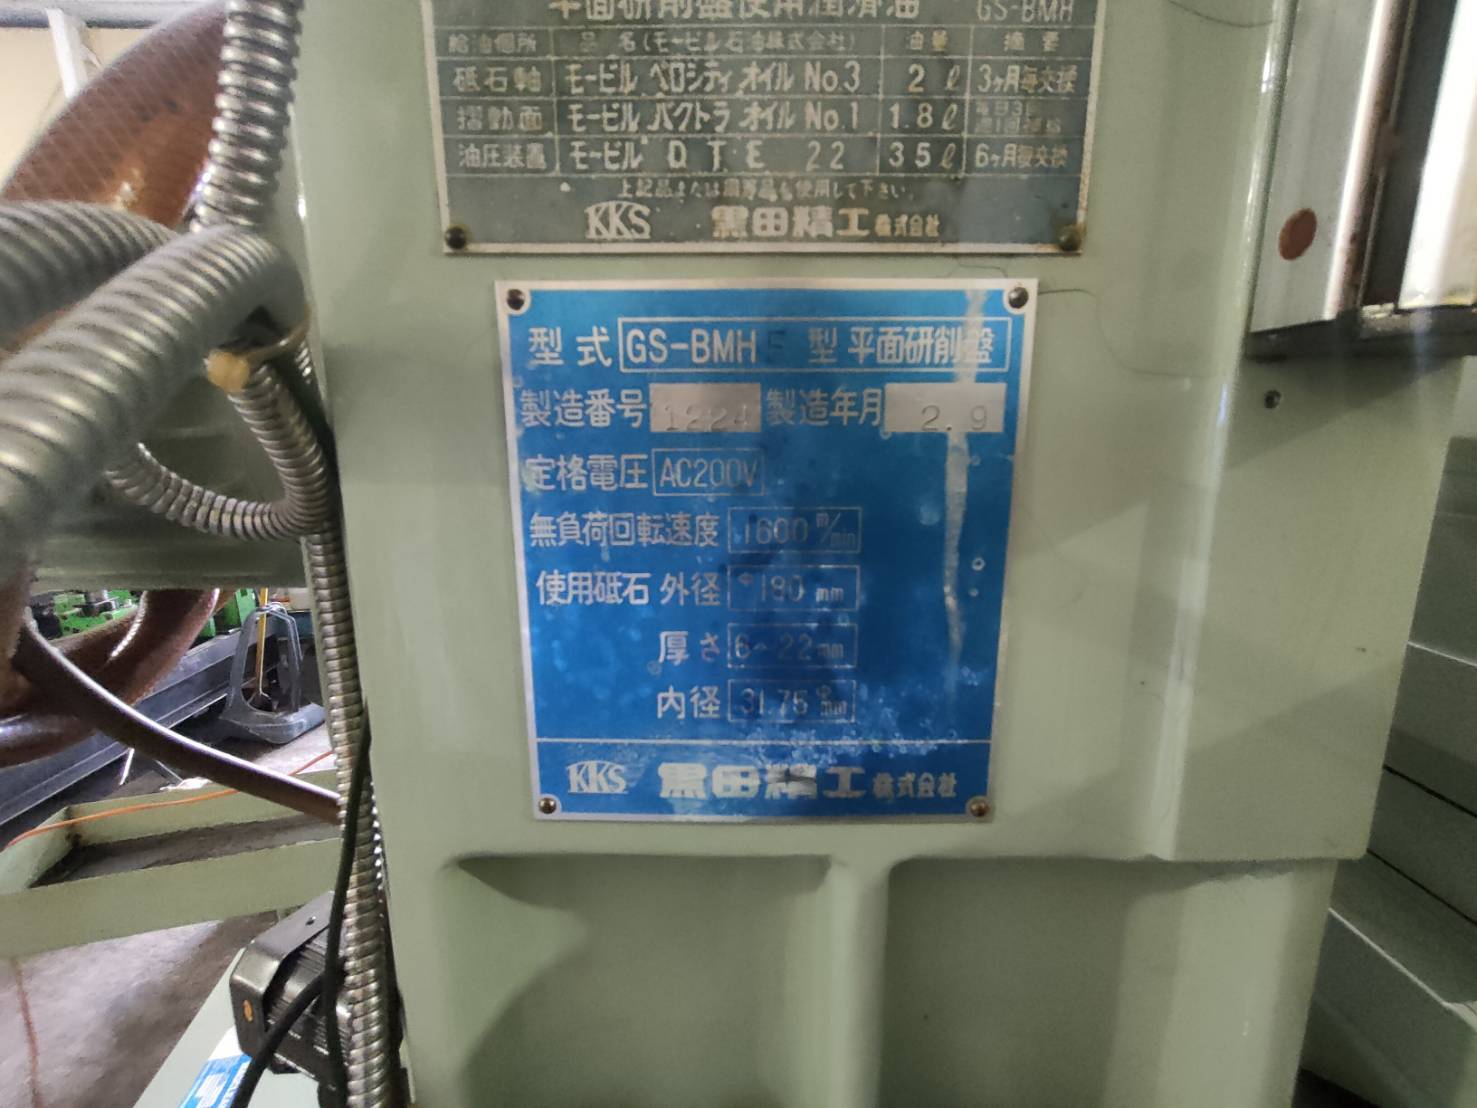 平面研削盤使用潤滑油 GS-BMH
給油個所 品 名(モービル石油株式会社) 油量 摘 要
砥石軸 モービル ベロシティ オイル No.3 2ℓ 3ヶ月毎交換
摺動面 モービル バクトラ オイル No.1 1.8ℓ
油圧装置 モービル D T E 22 35ℓ 6ヶ月毎交換
上記品または同等品を使用して下さい。
KKS 黒田精工株式会社
型式 GS-BMH F 型 平面研削盤
製造番号 1224 製造年月 2.9
定格電圧 AC200V
無負荷回転速度 1600 m/min
使用砥石 外径 φ180 mm
厚さ 6~22mm
内径 31.75 φmm
KKS 黒田精工株式会社